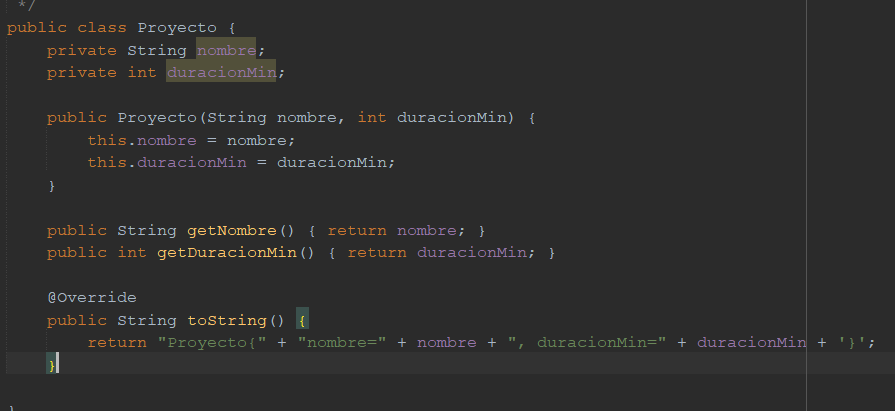 */
public class Proyecto {
private String nombre;
private int duracionMin;
public Proyecto(String nombre, int duracionMin) {
this.nombre = nombre;
this.duracionMin = duracionMin;
}
public String getNombre() { return nombre; }
public int getDuracionMin() { return duracionMin; }
@Override
public String toString() {
return "Proyecto{" + "nombre=" + nombre + ", duracionMin=" + duracionMin + '}';
}
}